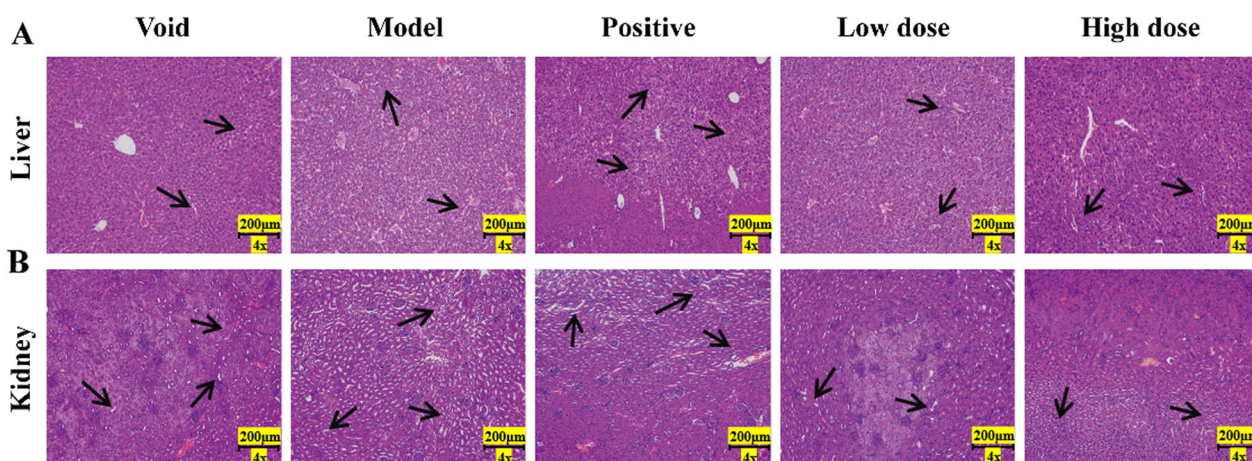 A Void Model Positive Low dose High dose
Liver
200μm 200μm 200μm 200μm 200μm
4x 4x 4x 4x 4x
B
Kidney
200μm 200μm 200μm 200μm 200μm
4x 4x 4x 4x 4x